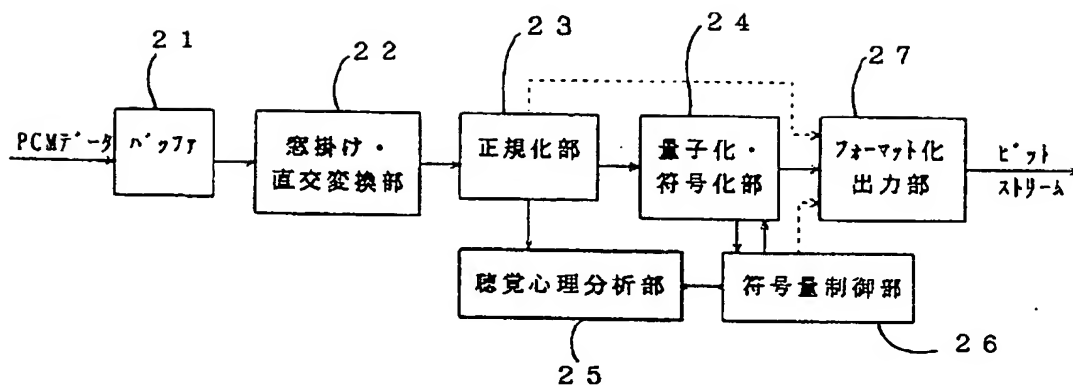 21
22
23
24
27
PCMデータ
バッファ
窓掛け・
直交変換部
正規化部
量子化・
符号化部
フォーマット化
出力部
ビット
ストリーム
聴覚心理分析部
符号量制御部
25
26